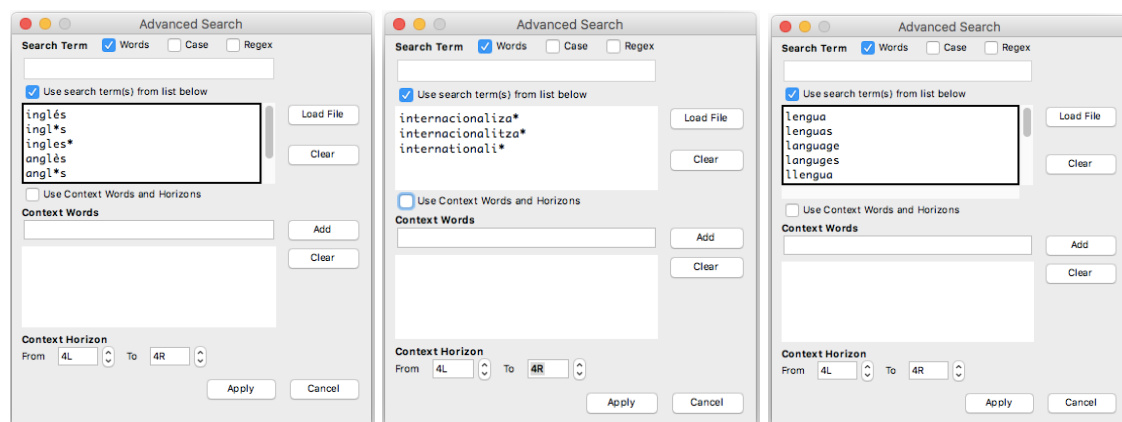 Advanced Search
Search Term Words Case Regex
Use search term(s) from list below
inglés
ingl*s
ingles*
anglès
angl*s
Load File
Clear
Use Context Words and Horizons
Context Words
Add
Clear
Context Horizon
From 4L To 4R
Apply Cancel
Advanced Search
Search Term Words Case Regex
Use search term(s) from list below
internacionaliza*
internacionalitza*
internationali*
Load File
Clear
Use Context Words and Horizons
Context Words
Add
Clear
Context Horizon
From 4L To 4R
Apply Cancel
Advanced Search
Search Term Words Case Regex
Use search term(s) from list below
lengua
lenguas
language
languges
llengua
Load File
Clear
Use Context Words and Horizons
Context Words
Add
Clear
Context Horizon
From 4L To 4R
Apply Cancel